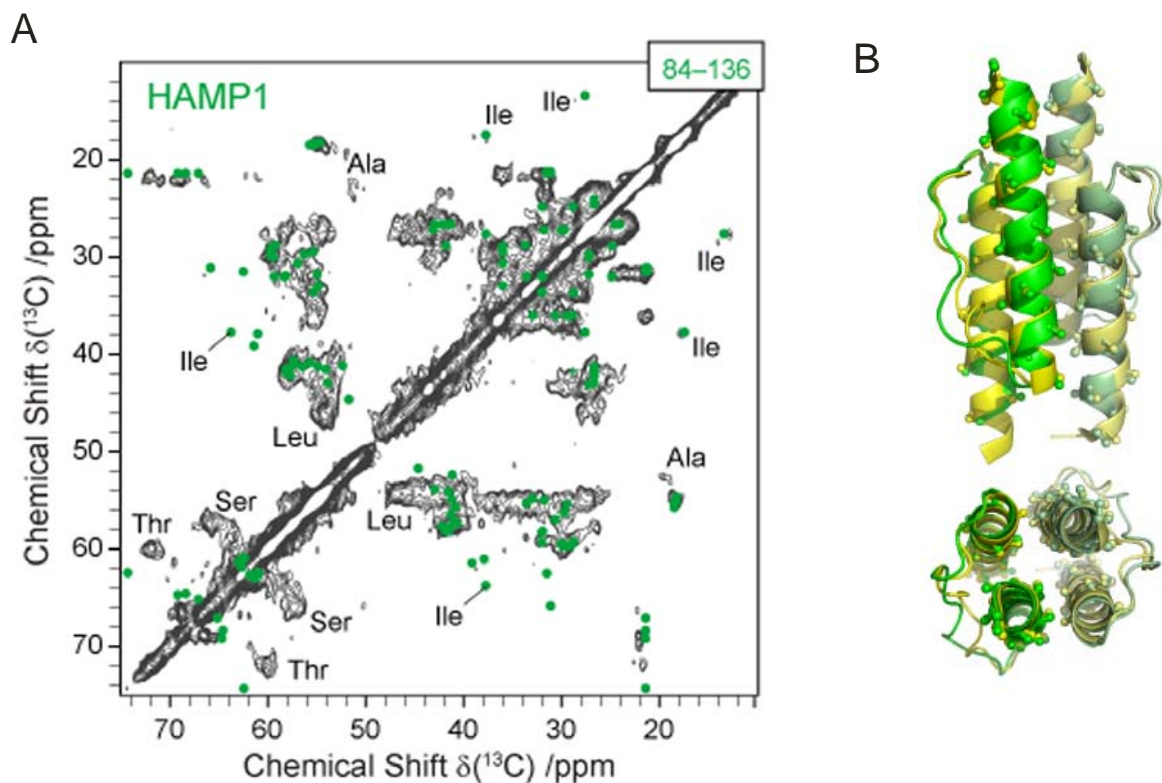 A
B
HAMP1
84–136
Ile
Ile
Ala
Ile
Ile
Ile
Leu
Ala
Ser
Leu
Thr
Ile
Ser
Thr
20
30
40
50
60
70
70
60
50
40
30
20
Chemical Shift δ(¹³C) /ppm
Chemical Shift δ(¹³C) /ppm